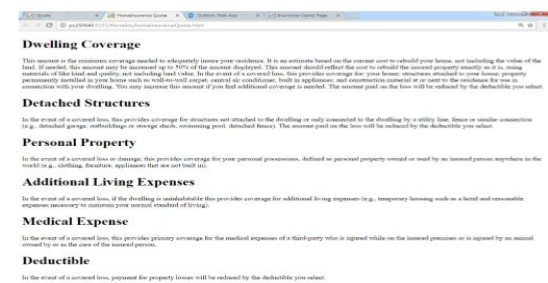 Quote
HomeInsurance Quote
Outlook Web App
Insurance Claims Page
Dwelling Coverage
This amount is the minimum coverage needed to adequately insure your residence. It is an estimate based on the current cost to rebuild your home, not including the value of the
land. If needed, this amount may be increased up to 50% of the amount displayed. This amount should reflect the cost to rebuild the insured property exactly as it is, using
materials of like kind and quality, not including land value. In the event of a covered loss, this provides coverage for: your home; structures attached to your home; property
permanently installed in your home such as wall-to-wall carpet, central air conditioner, built in appliances; and construction material at or next to the residence for use in
connection with your dwelling. You may increase this amount if you feel additional coverage is needed. The amount paid on the loss will be reduced by the deductible you select.
Detached Structures
In the event of a covered loss, this provides coverage for structures not attached to the dwelling or only connected to the dwelling by a utility line, fence or similar connection
(e.g., detached garage, outbuildings or storage sheds, swimming pool, detached fence). The amount paid on the loss will be reduced by the deductible you select.
Personal Property
In the event of a covered loss or damage, this provides coverage for your personal possessions, defined as personal property owned or used by an insured person anywhere in the
world (e.g., clothing, furniture, appliances that are not built in).
Additional Living Expenses
In the event of a covered loss, if the dwelling is uninhabitable this provides coverage for additional living expenses (e.g., temporary housing such as a hotel and reasonable
expenses necessary to maintain your normal standard of living).
Medical Expense
In the event of a covered loss, this provides primary coverage for the medical expenses of a third-party who is injured while on the insured premises or is injured by an animal
owned by or in the care of the insured person.
Deductible
In the event of a covered loss, payment for property losses will be reduced by the deductible you select.